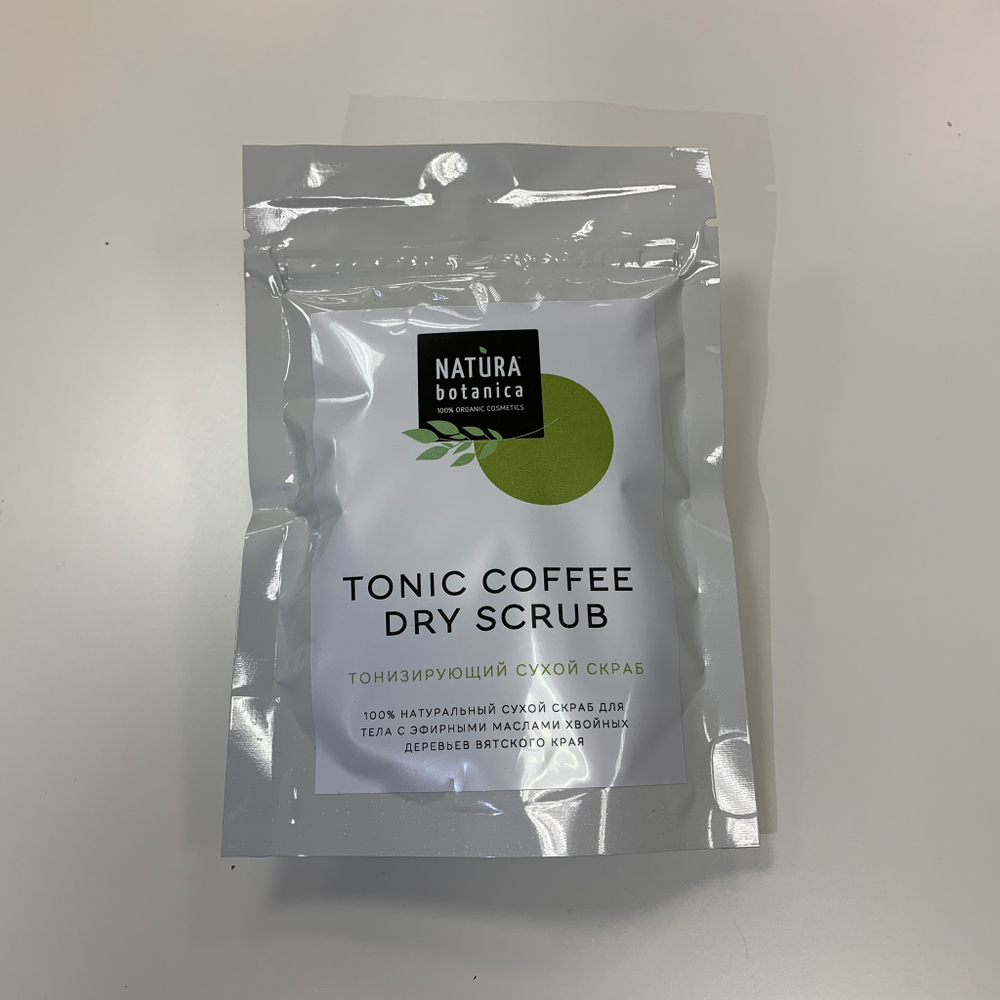 NATURA
botanica
100% ORGANIC COSMETICS
TONIC COFFEE
DRY SCRUB
ТОНИЗИРУЮЩИЙ СУХОЙ СКРАБ
100% НАТУРАЛЬНЫЙ СУХОЙ СКРАБ ДЛЯ
ТЕЛА С ЭФИРНЫМИ МАСЛАМИ ХВОЙНЫХ
ДЕРЕВЬЕВ ВЯТСКОГО КРАЯ